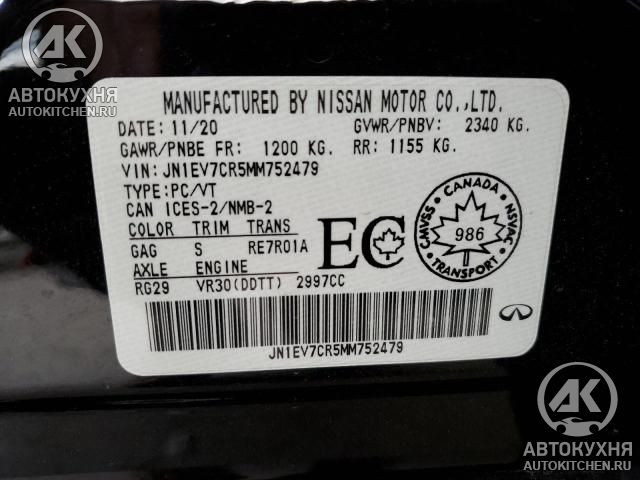 АК
АВТОКУХНЯ
AUTOKITCHEN.RU
MANUFACTURED BY NISSAN MOTOR CO.,LTD.
DATE: 11/20 GVWR/PNBV: 2340 KG.
GAWR/PNBE FR: 1200 KG. RR: 1155 KG.
VIN: JN1EV7CR5MM752479
TYPE: PC/VT
CAN ICES-2/NMB-2
COLOR TRIM TRANS
GAG S RE7R01A
AXLE ENGINE
RG29 VR30(DDTT) 2997CC
EC
CANADA
CMVSS 986 NSVAC
TRANSPORT
JN1EV7CR5MM752479
АК
АВТОКУХНЯ
AUTOKITCHEN.RU